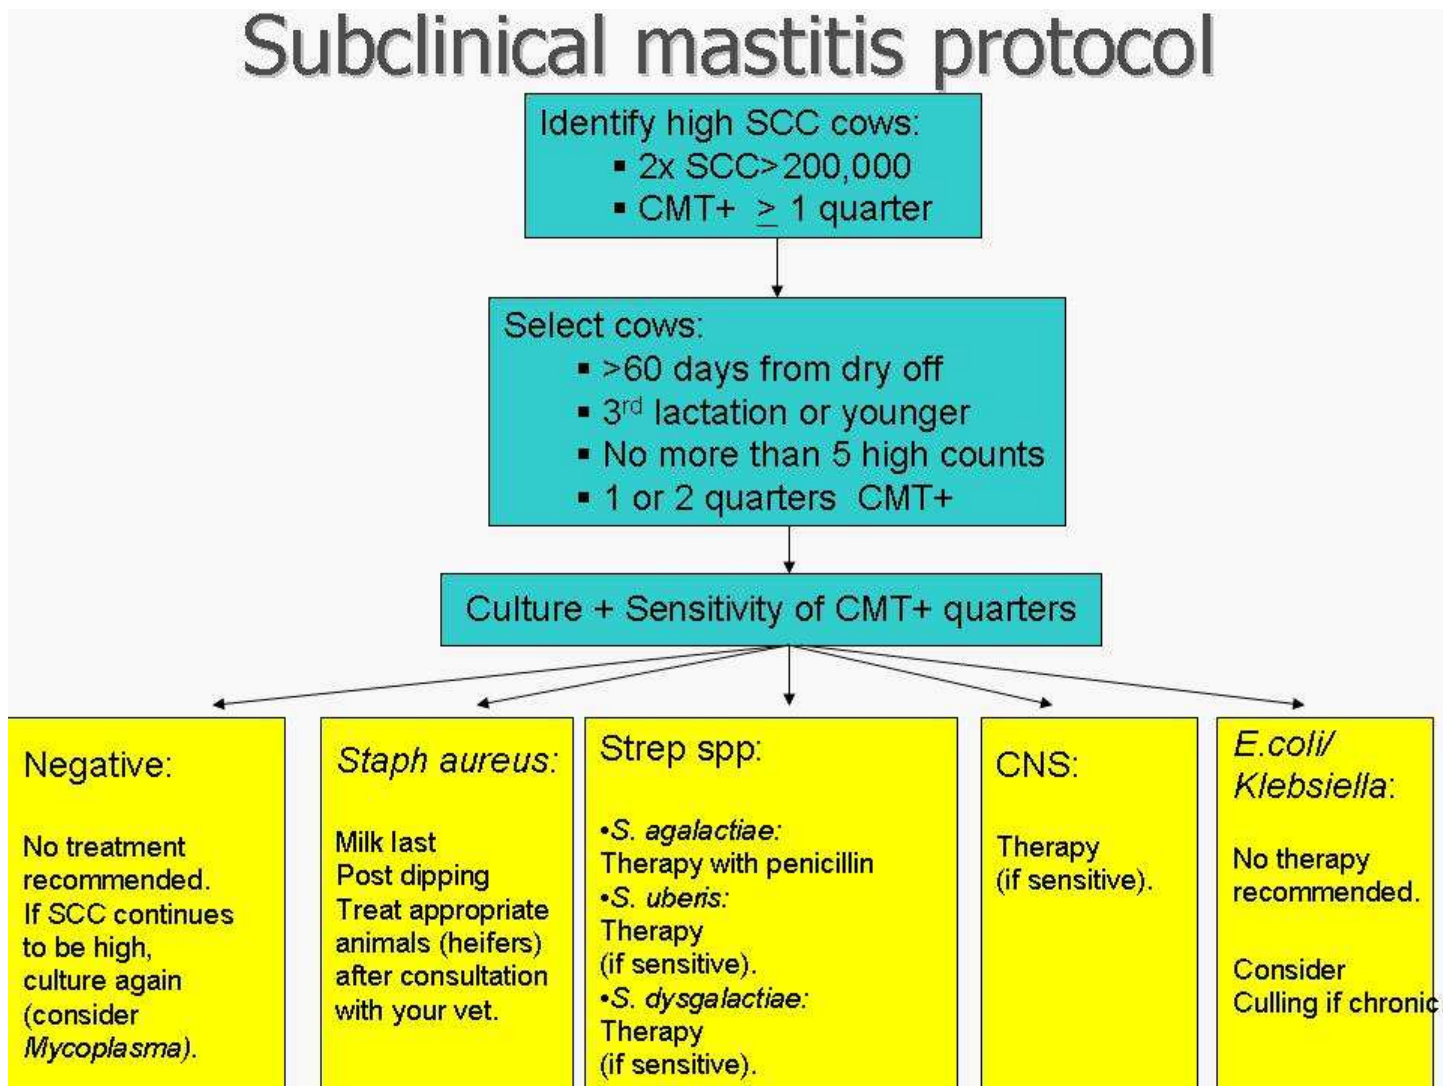 Subclinical mastitis protocol
Identify high SCC cows:
▪ 2x SCC>200,000
▪ CMT+ ≥ 1 quarter
Select cows:
▪ >60 days from dry off
▪ 3rd lactation or younger
▪ No more than 5 high counts
▪ 1 or 2 quarters CMT+
Culture + Sensitivity of CMT+ quarters
Negative:
No treatment
recommended.
If SCC continues
to be high,
culture again
(consider
Mycoplasma).
Staph aureus:
Milk last
Post dipping
Treat appropriate
animals (heifers)
after consultation
with your vet.
Strep spp:
•S. agalactiae:
Therapy with penicillin
•S. uberis:
Therapy
(if sensitive).
•S. dysgalactiae:
Therapy
(if sensitive).
CNS:
Therapy
(if sensitive).
E.coli/
Klebsiella:
No therapy
recommended.
Consider
Culling if chronic